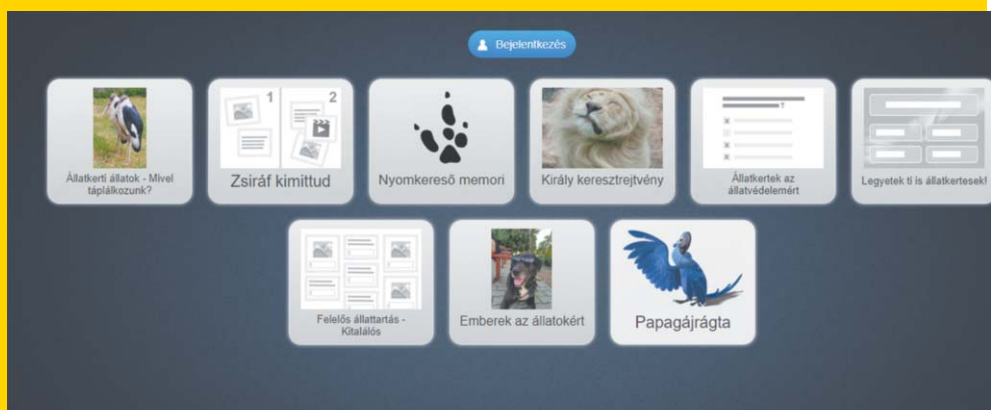 Bejelentkezés
Állatkerti állatok - Mivel
táplálkozunk?
1
2
Zsiráf kimittud
Nyomkereső memori
Király keresztrejtvény
?
Állatkertek az
állatvédelemért
Legyetek ti is állatkertesek!
Felelős állattartás -
Kitalálós
Emberek az állatokért
Papagájrágta